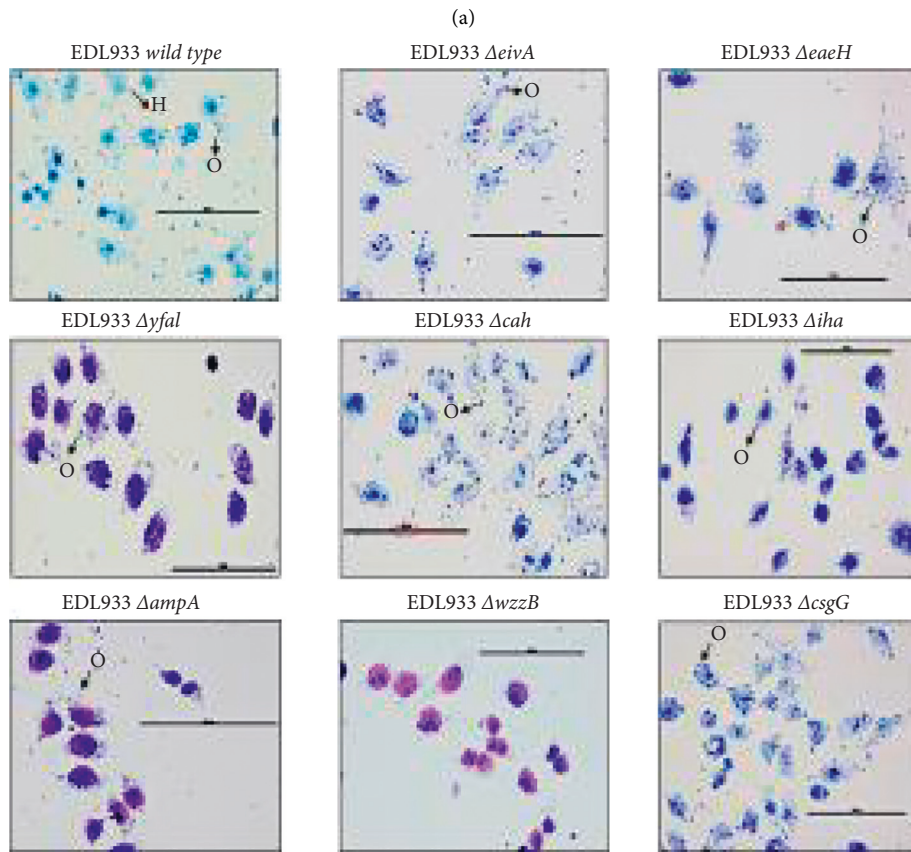 (a)
EDL933 wild type
EDL933 ΔeivA
EDL933 ΔeaeH
H
O
O
O
EDL933 Δyfal
EDL933 Δcah
EDL933 Δiha
O
O
O
EDL933 ΔampA
EDL933 ΔwzzB
EDL933 ΔcsgG
O
O